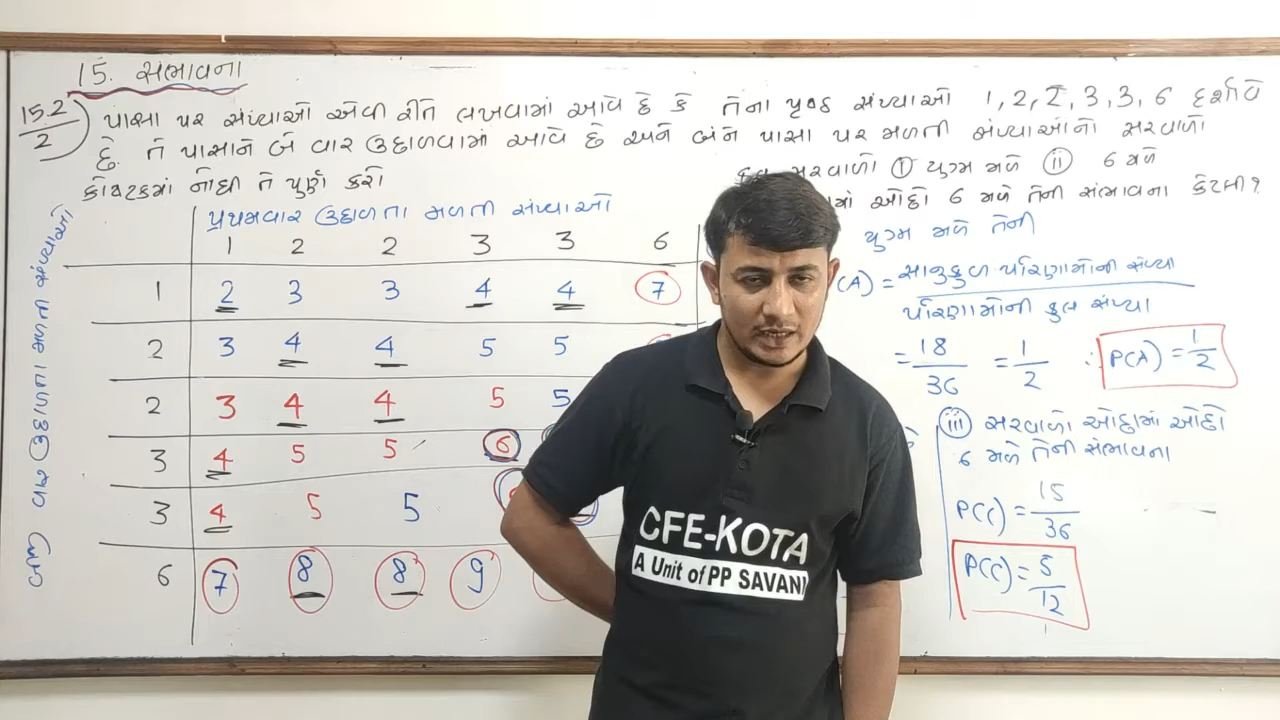 15. સંભાવના
15.2
2
પાસા પર સંખ્યાઓ એવી રીતે લખવામાં આવે છે કે તેના પૃષ્ઠ સંખ્યાઓ 1, 2, 2, 3, 3, 6 દર્શાવે
છે. તે પાસાને બે વાર ઉછાળવામાં આવે છે અને બંને પાસા પર મળતી સંખ્યાઓનો સરવાળો
કોષ્ટકમાં નોંધી તે પુર્ણ કરો
કુલ સરવાળો ① યુગ્મ મળે ⅱ 6 મળે
ઓછો 6 મળે તેની સંભાવના કેટલી?
પ્રથમવાર ઉછાળતા મળતી સંખ્યાઓ
વાર ઉછાળતા મળતી સંખ્યાઓ
1 2 2 3 3 6
1 2 3 3 4 4 7
2 3 4 4 5 5
2 3 4 4 5 5
3 4 5 5 6
3 4 5 5
6 7 8 8 9
યુગ્મ મળે તેની
(A) = સાનુકુળ પરિણામોની સંખ્યા
પરિણામોની કુલ સંખ્યા
= 18/36 = 1/2 ∴ P(A) = 1/2
iii સરવાળો ઓછામાં ઓછો
6 મળે તેની સંભાવના
P(C) = 15/36
P(C) = 5/12
CFE-KOTA
A Unit of PP SAVANI